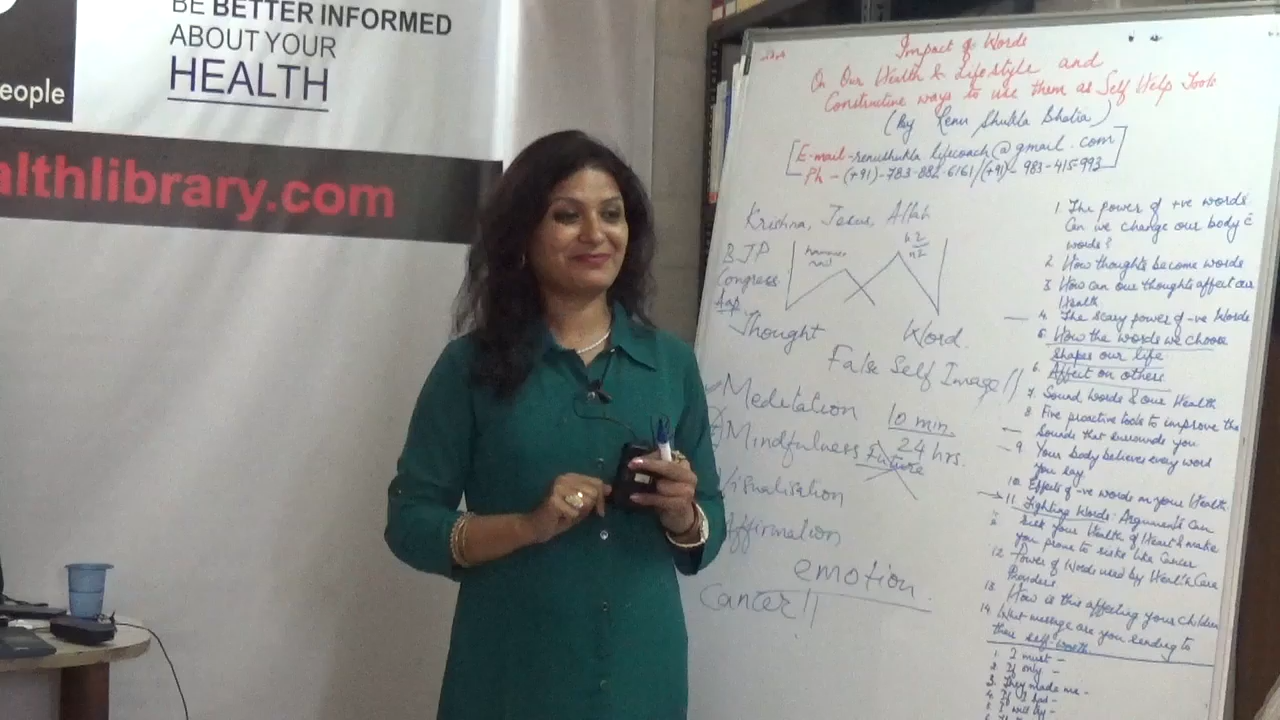 BE BETTER INFORMED
ABOUT YOUR
HEALTH
eople
althlibrary.com
Impact of Words
On Our Health & Lifestyle and
Constructive ways to use them as Self Help Tools
(By Renu Shukla Bhatia)
[E-mail-renushukla.lifecoach@gmail.com
Ph - (+91)-783-882-6161/(+91)- 983-415-993]
Krishna, Jesus, Allah
BJP
Congress
Aap
Thought Word
False Self Image!!
Meditation 10 min.
Mindfulness 24 hrs.
Future
Visualisation
Affirmation
emotion
Cancer!!
1. The power of +ve words
Can we change our body c
words?
2. How thoughts become words
3. How can our thoughts affect our
Health
4. The scary power of -ve Words
5. How the words we choose
shapes our life
6. Affect on others
7. Sound Words & our Health
8. Five proactive tools to improve the
Sounds that surrounds you
9. Your body believes every word
you say
10. Effects of -ve words on your Health
11. Fighting Words- Arguments Can
Risk your Health of Heart & make
you prone to risks like Cancer
12. Power of Words used by Health Care
Providers
13. How is this affecting your children
14. What message are you sending to
their self-worth
1. I must -
2. If only -
3. They made me -
4. If I had -
5. I will try -